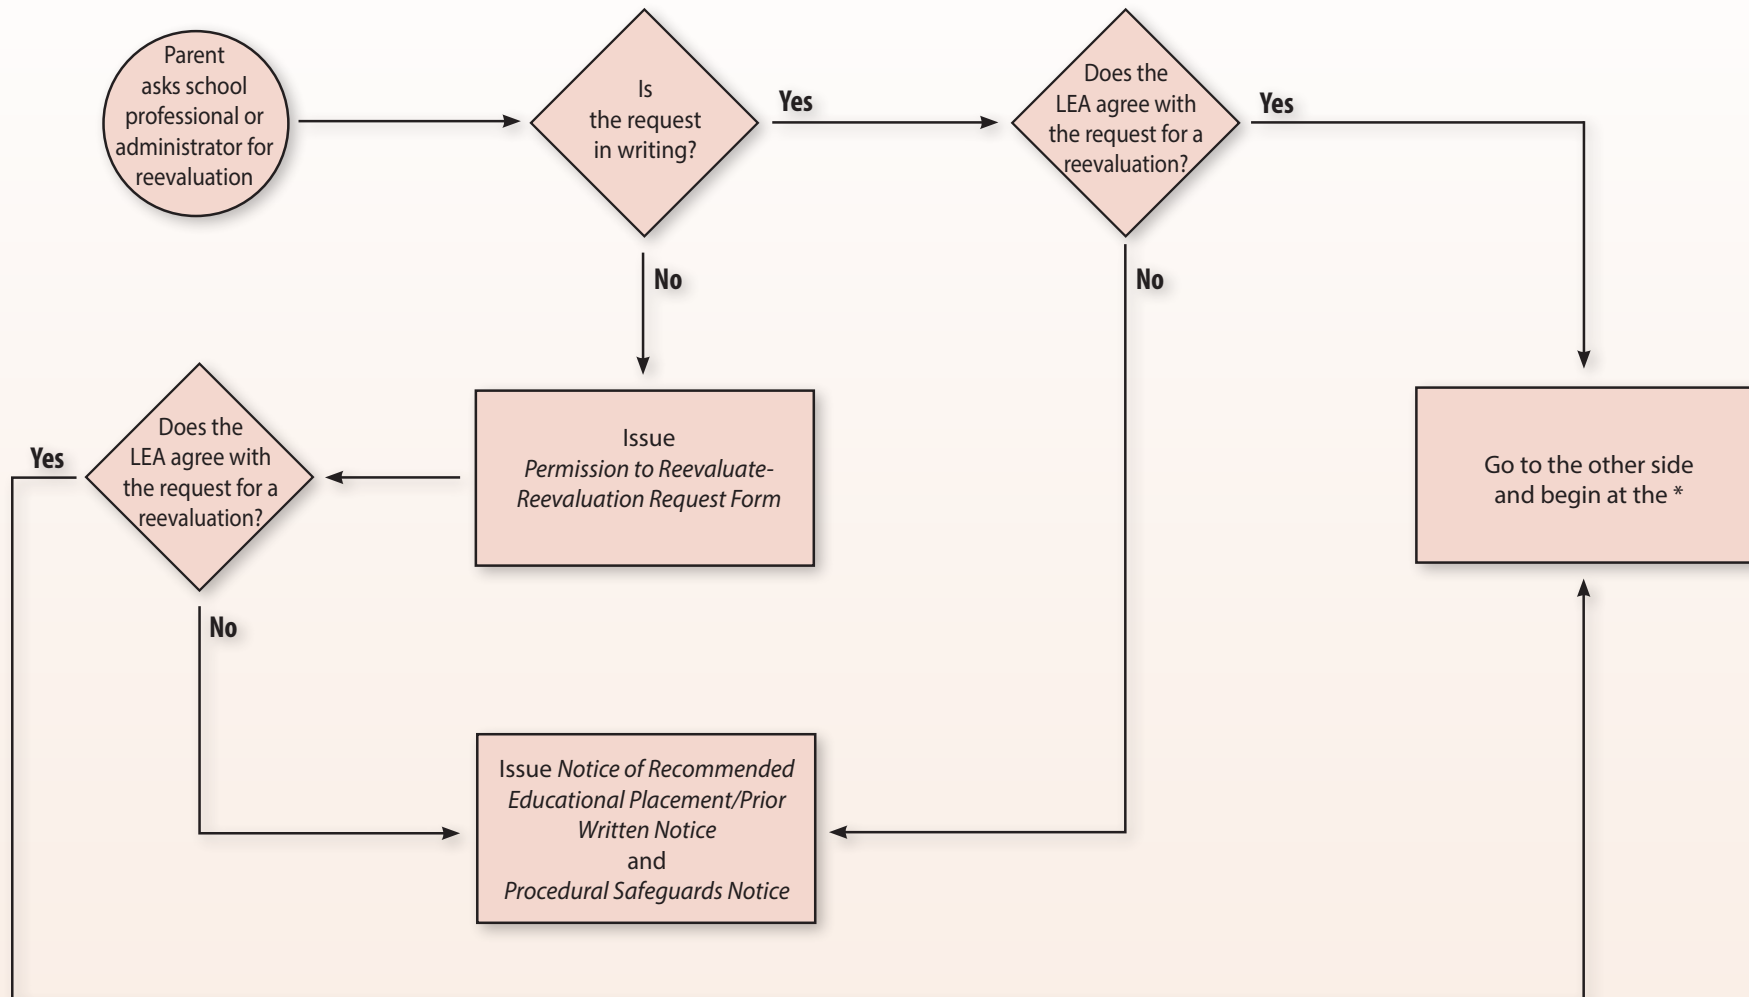 Parent
asks school
professional or
administrator for
reevaluation
Is
the request
in writing?
Yes
Does the
LEA agree with
the request for a
reevaluation?
Yes
No
No
Yes
Does the
LEA agree with
the request for a
reevaluation?
Issue
Permission to Reevaluate-
Reevaluation Request Form
Go to the other side
and begin at the *
No
Issue Notice of Recommended
Educational Placement/Prior
Written Notice
and
Procedural Safeguards Notice